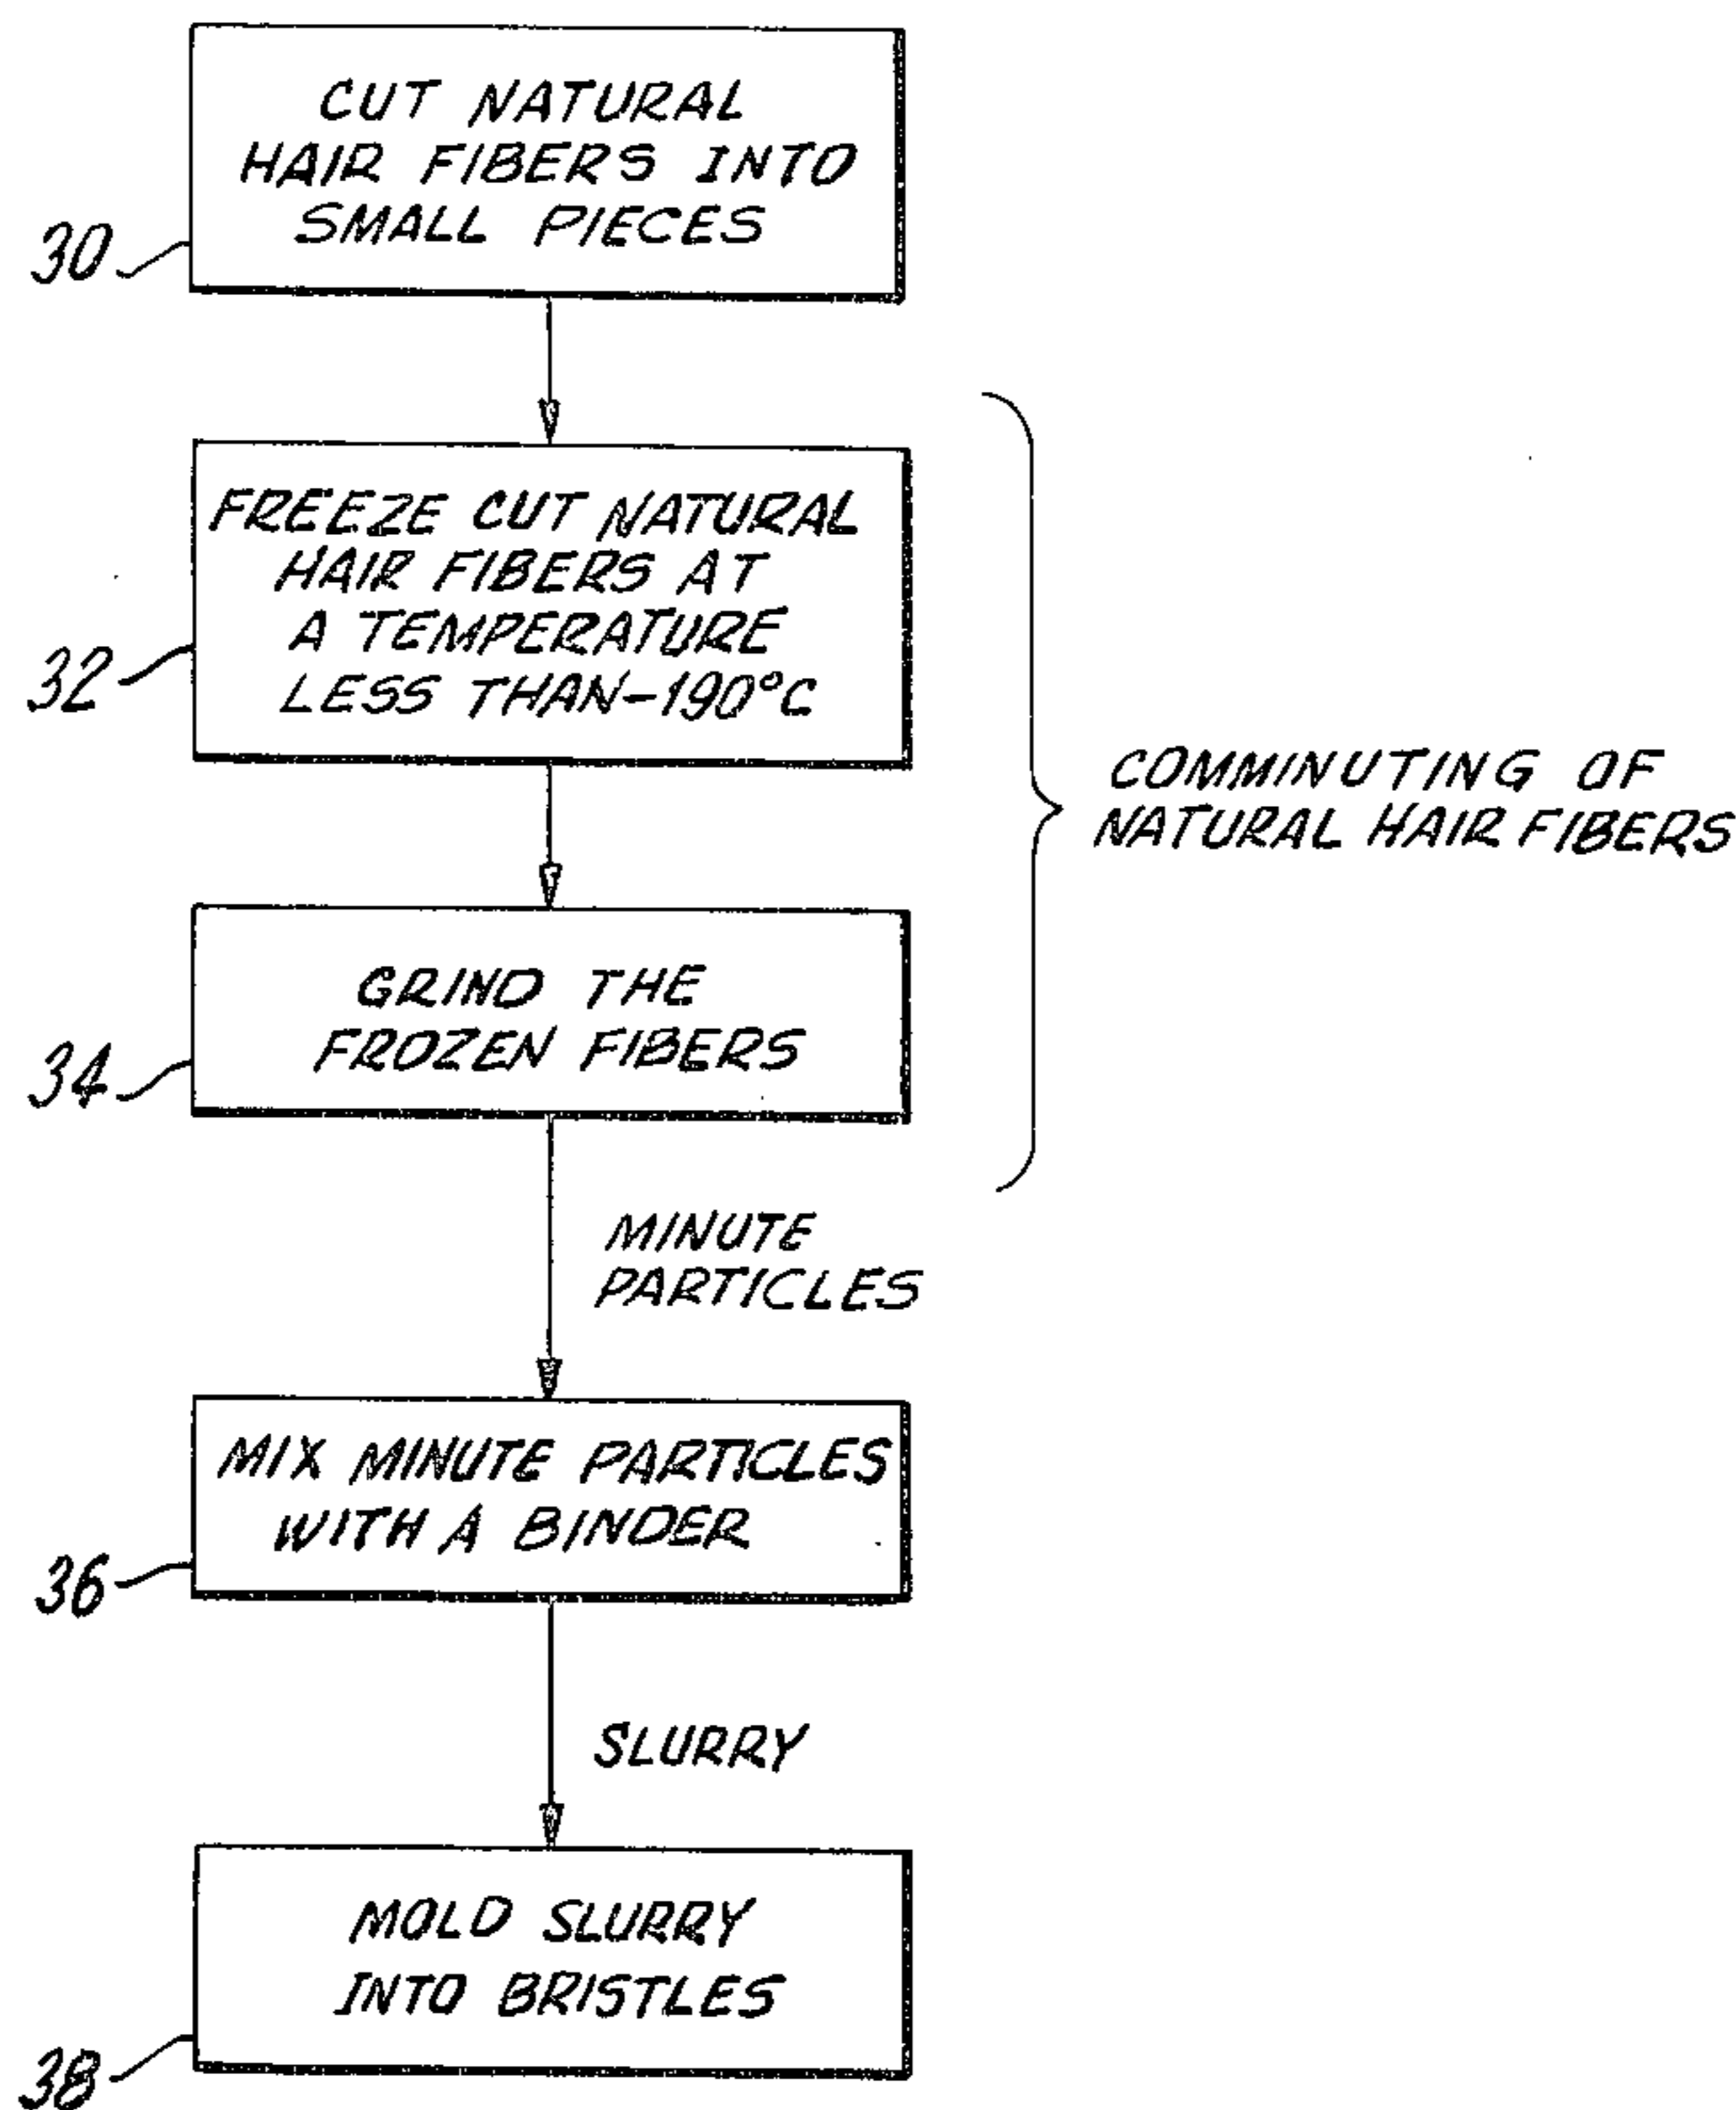 CUT NATURAL
HAIR FIBERS INTO
SMALL PIECES
30
FREEZE CUT NATURAL
HAIR FIBERS AT
A TEMPERATURE
LESS THAN-190°C
32
COMMINUTING OF
NATURAL HAIR FIBERS
GRIND THE
FROZEN FIBERS
34
MINUTE
PARTICLES
MIX MINUTE PARTICLES
WITH A BINDER
36
SLURRY
MOLD SLURRY
INTO BRISTLES
38